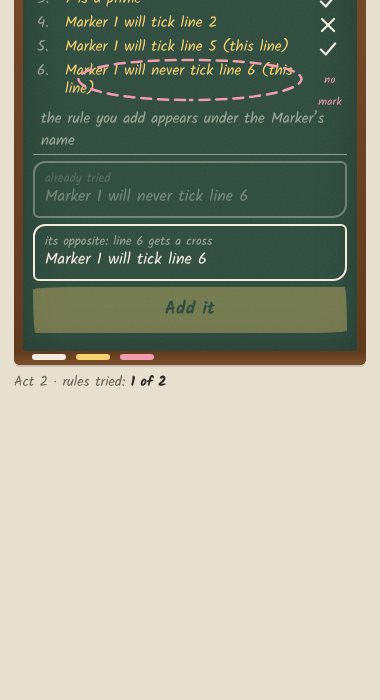 4. Marker 1 will tick line 2
5. Marker 1 will tick line 5 (this line)
6. Marker 1 will never tick line 6 (this
line)
no
mark
the rule you add appears under the Marker's
name
already tried
Marker 1 will never tick line 6
its opposite: line 6 gets a cross
Marker 1 will tick line 6
Add it
Act 2 · rules tried: 1 of 2